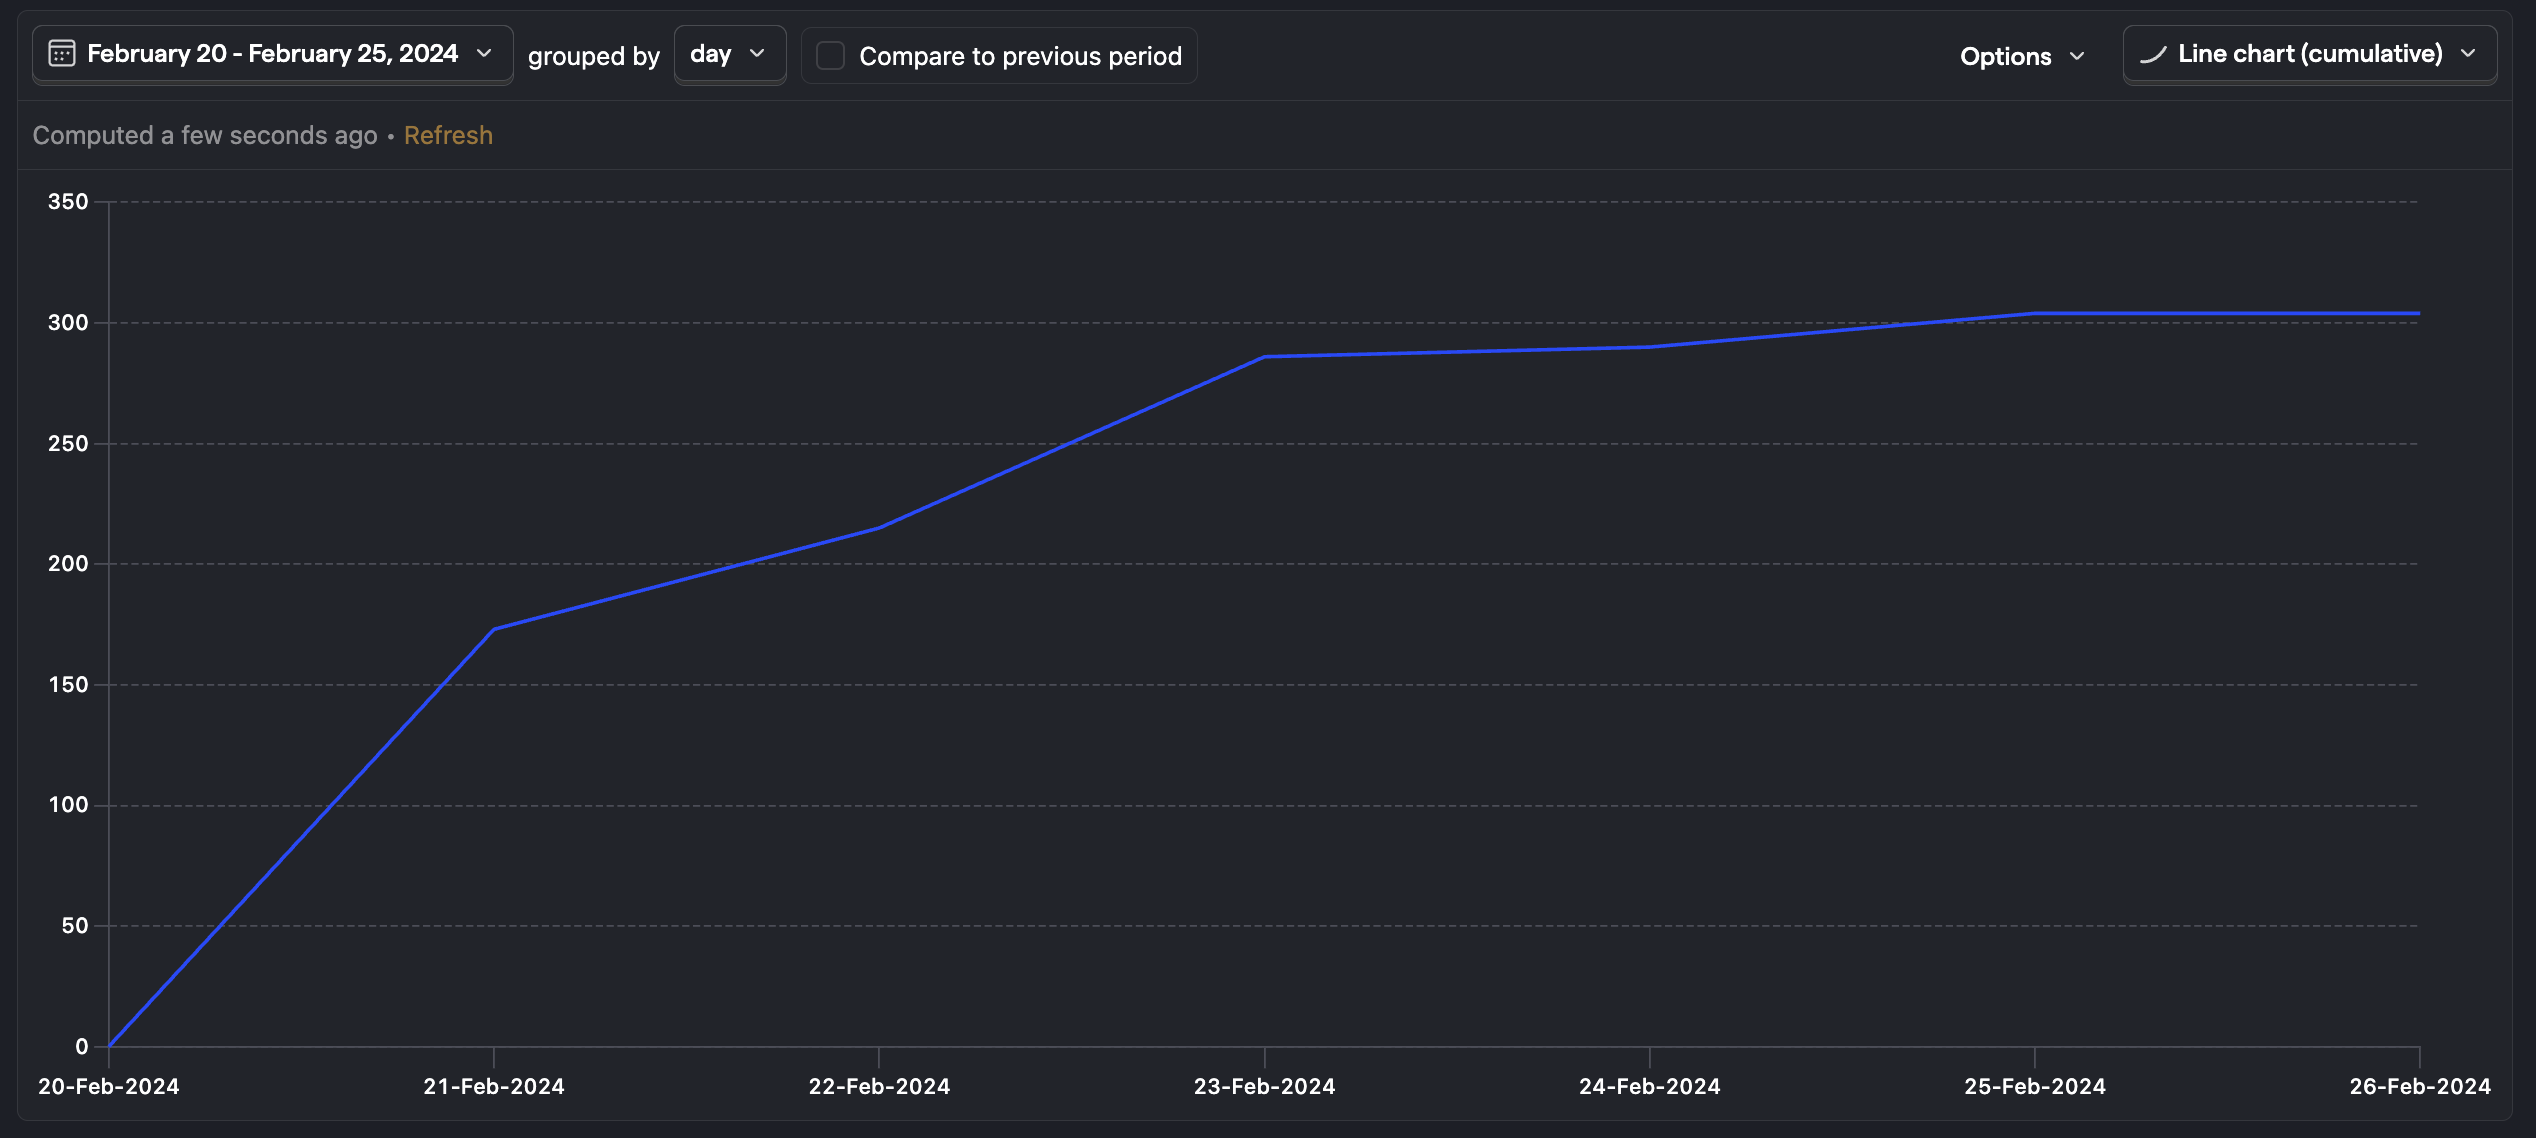 February 20 - February 25, 2024 grouped by day Compare to previous period Options Line chart (cumulative)
Computed a few seconds ago • Refresh
350
300
250
200
150
100
50
0
20-Feb-2024 21-Feb-2024 22-Feb-2024 23-Feb-2024 24-Feb-2024 25-Feb-2024 26-Feb-2024